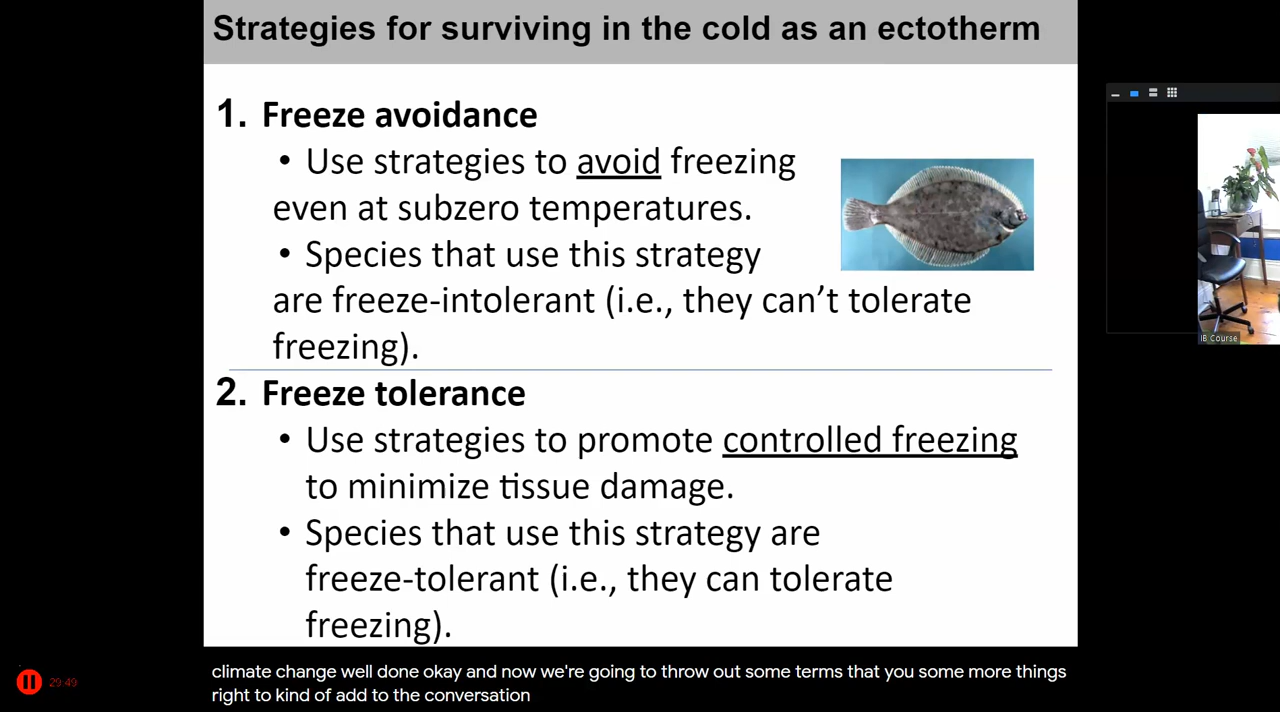 Strategies for surviving in the cold as an ectotherm
1. Freeze avoidance
• Use strategies to avoid freezing
even at subzero temperatures.
• Species that use this strategy
are freeze-intolerant (i.e., they can’t tolerate
freezing).
2. Freeze tolerance
• Use strategies to promote controlled freezing
to minimize tissue damage.
• Species that use this strategy are
freeze-tolerant (i.e., they can tolerate
freezing).
IB Course
29:49
climate change well done okay and now we're going to throw out some terms that you some more things
right to kind of add to the conversation